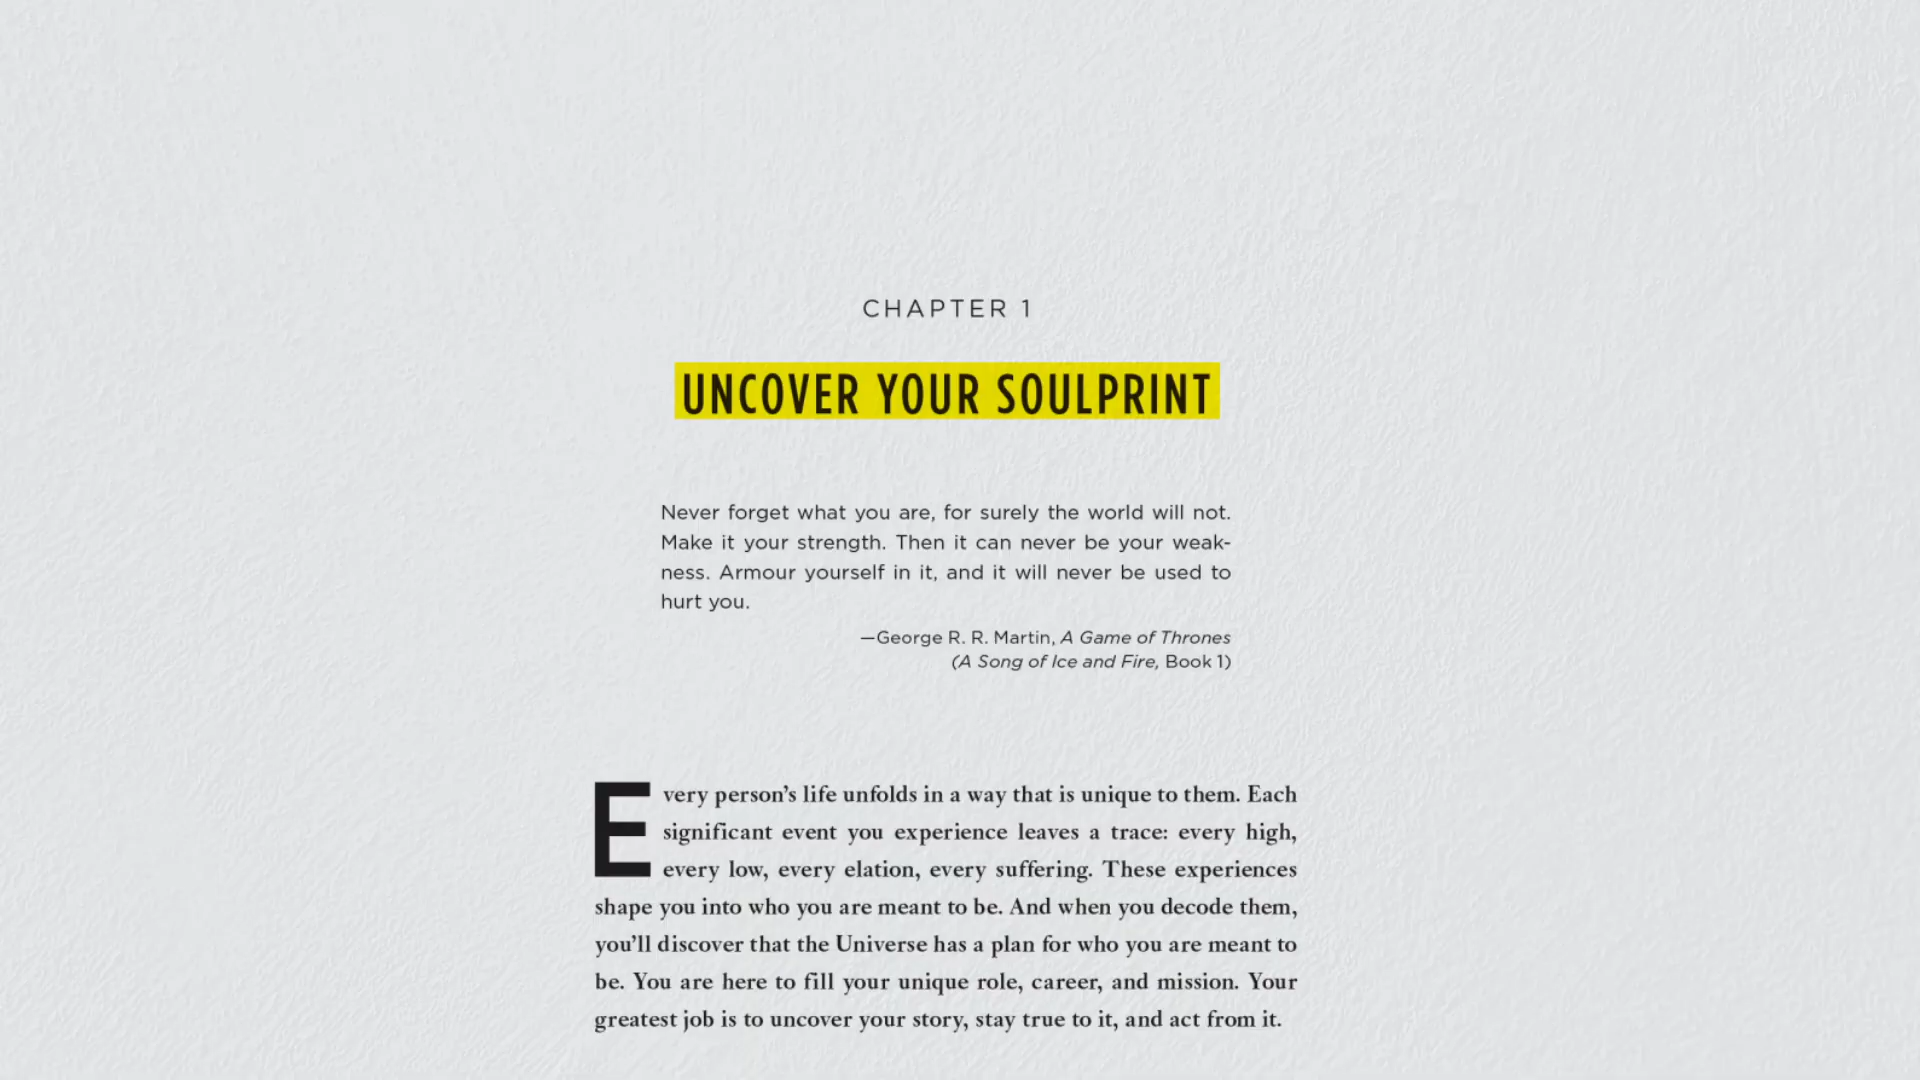 CHAPTER 1
UNCOVER YOUR SOULPRINT
Never forget what you are, for surely the world will not.
Make it your strength. Then it can never be your weak-
ness. Armour yourself in it, and it will never be used to
hurt you.
—George R. R. Martin, A Game of Thrones
(A Song of Ice and Fire, Book 1)
Every person’s life unfolds in a way that is unique to them. Each
significant event you experience leaves a trace: every high,
every low, every elation, every suffering. These experiences
shape you into who you are meant to be. And when you decode them,
you’ll discover that the Universe has a plan for who you are meant to
be. You are here to fill your unique role, career, and mission. Your
greatest job is to uncover your story, stay true to it, and act from it.